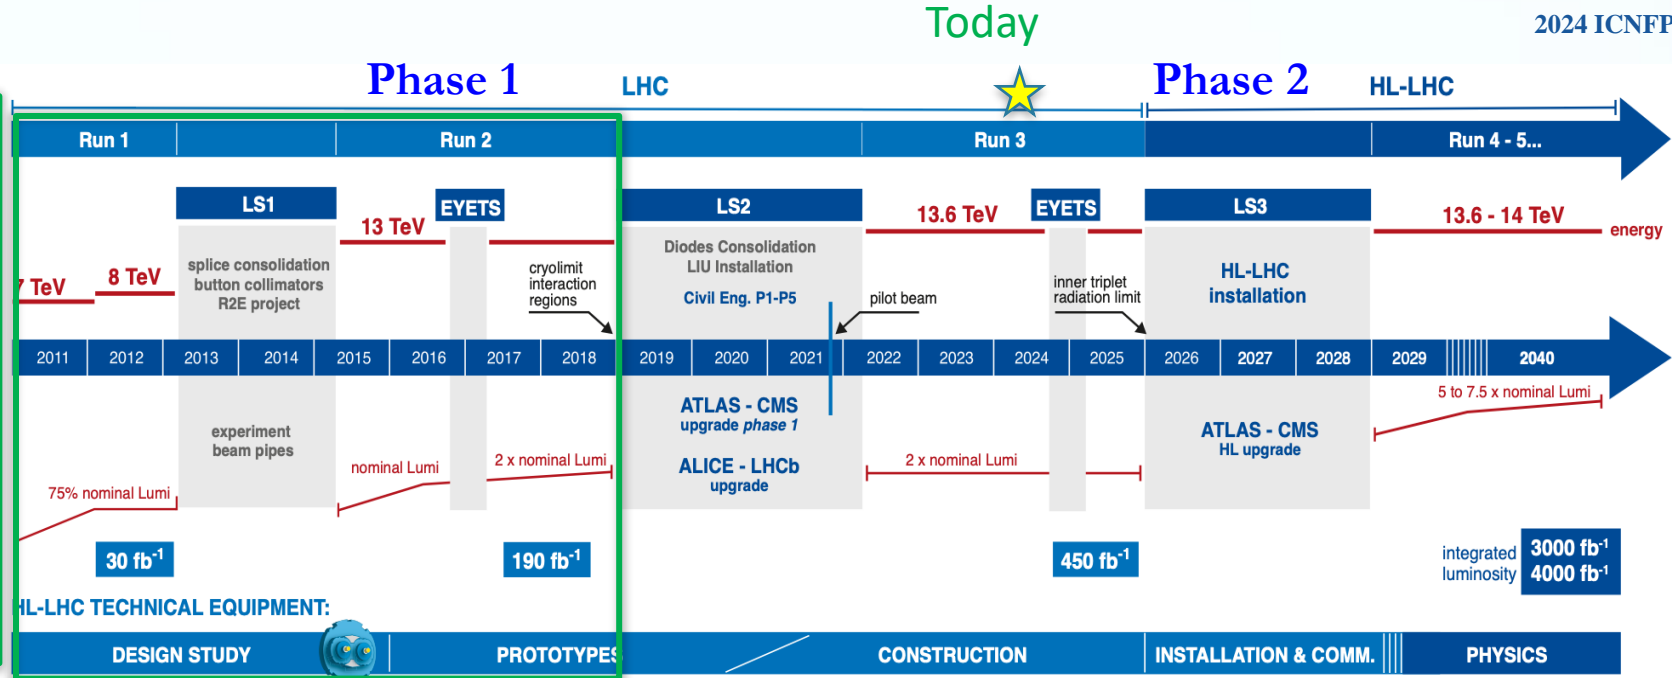 Today
2024 ICNFP
Phase 1
LHC
Phase 2
HL-LHC
Run 1
Run 2
Run 3
Run 4 - 5...
LS1
EYETS
LS2
EYETS
LS3
7 TeV
8 TeV
13 TeV
13.6 TeV
13.6 - 14 TeV
energy
splice consolidation
button collimators
R2E project
cryolimit
interaction
regions
Diodes Consolidation
LIU Installation
Civil Eng. P1-P5
pilot beam
inner triplet
radiation limit
HL-LHC
installation
2011 2012 2013 2014 2015 2016 2017 2018 2019 2020 2021 2022 2023 2024 2025 2026 2027 2028 2029 2040
experiment
beam pipes
75% nominal Lumi
nominal Lumi
2 x nominal Lumi
ATLAS - CMS
upgrade phase 1
ALICE - LHCb
upgrade
2 x nominal Lumi
ATLAS - CMS
HL upgrade
5 to 7.5 x nominal Lumi
30 fb⁻¹
190 fb⁻¹
450 fb⁻¹
integrated
luminosity
3000 fb⁻¹
4000 fb⁻¹
HL-LHC TECHNICAL EQUIPMENT:
DESIGN STUDY
PROTOTYPES
CONSTRUCTION
INSTALLATION & COMM.
PHYSICS